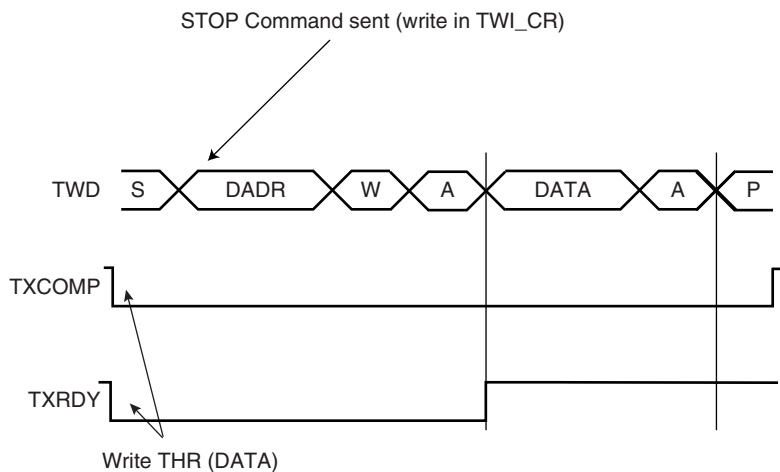 STOP Command sent (write in TWI_CR)
TWD S DADR W A DATA A P
TXCOMP
TXRDY
Write THR (DATA)